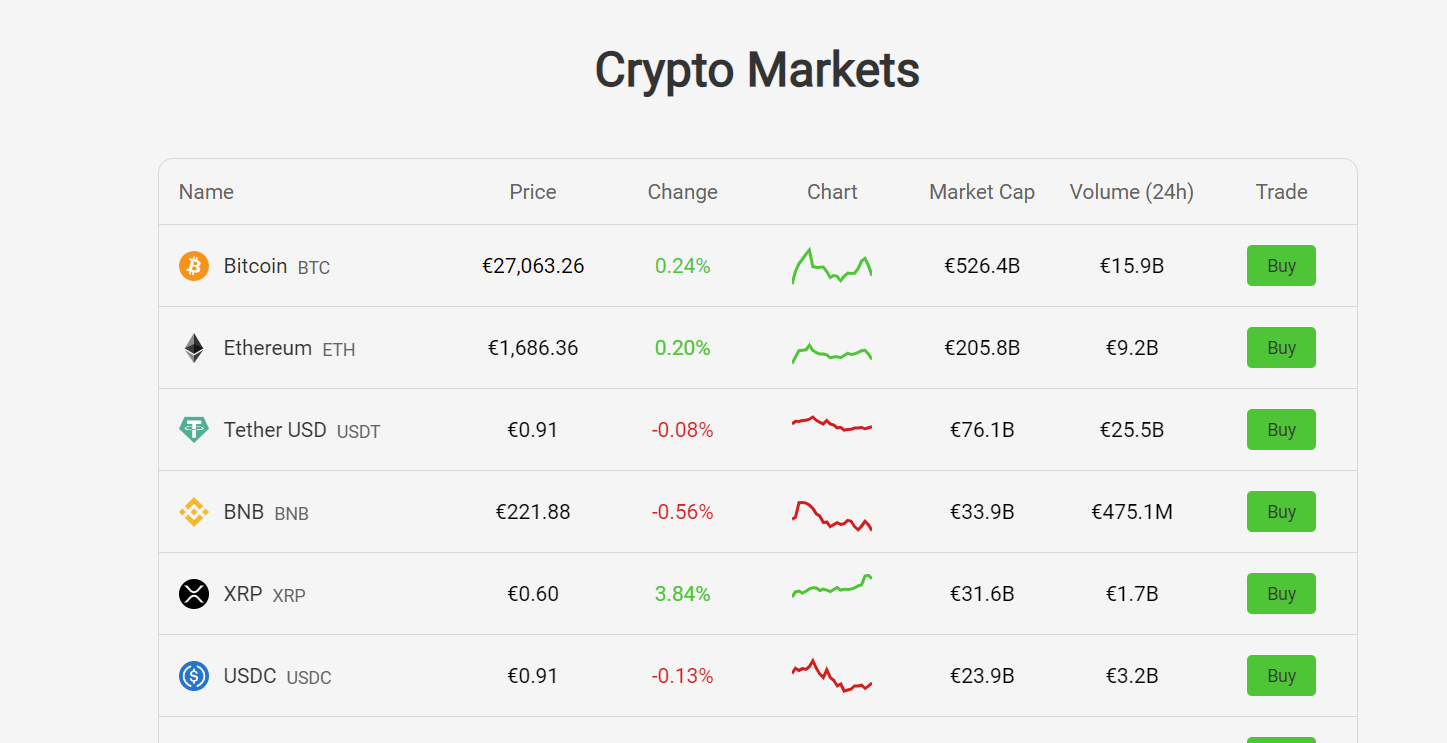 Crypto Markets
Name Price Change Chart Market Cap Volume (24h) Trade
Bitcoin BTC €27,063.26 0.24% €526.4B €15.9B Buy
Ethereum ETH €1,686.36 0.20% €205.8B €9.2B Buy
Tether USD USDT €0.91 -0.08% €76.1B €25.5B Buy
BNB BNB €221.88 -0.56% €33.9B €475.1M Buy
XRP XRP €0.60 3.84% €31.6B €1.7B Buy
USDC USDC €0.91 -0.13% €23.9B €3.2B Buy